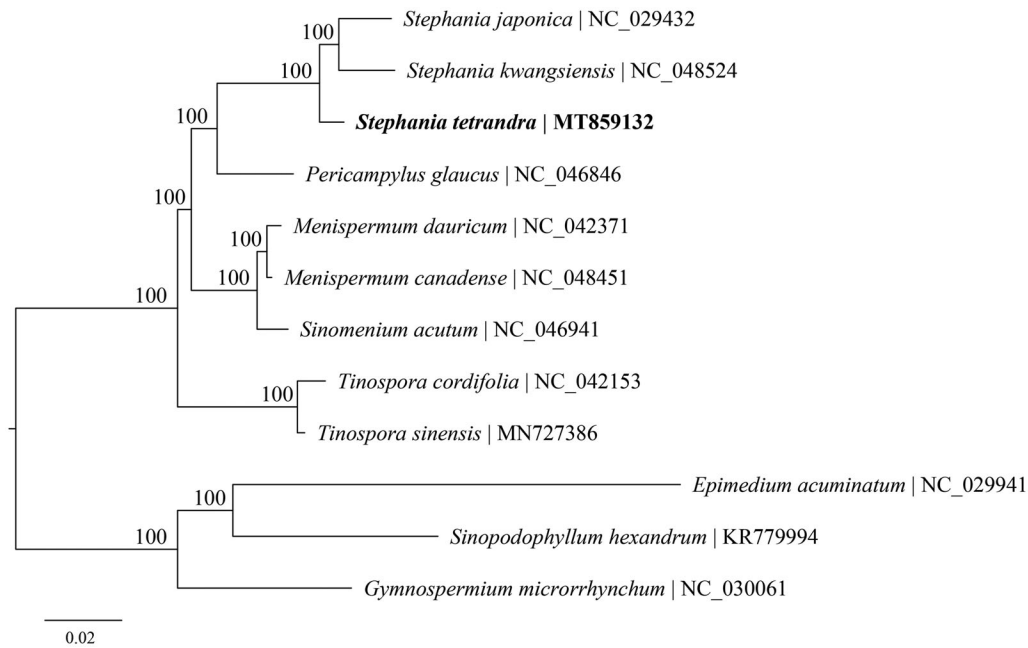 100
Stephania japonica | NC_029432
100
Stephania kwangsiensis | NC_048524
100
Stephania tetrandra | MT859132
Pericampylus glaucus | NC_046846
100
100
Menispermum dauricum | NC_042371
100
Menispermum canadense | NC_048451
100
Sinomenium acutum | NC_046941
100
Tinospora cordifolia | NC_042153
Tinospora sinensis | MN727386
Epimedium acuminatum | NC_029941
100
100
Sinopodophyllum hexandrum | KR779994
Gymnospermium microrrhynchum | NC_030061
0.02